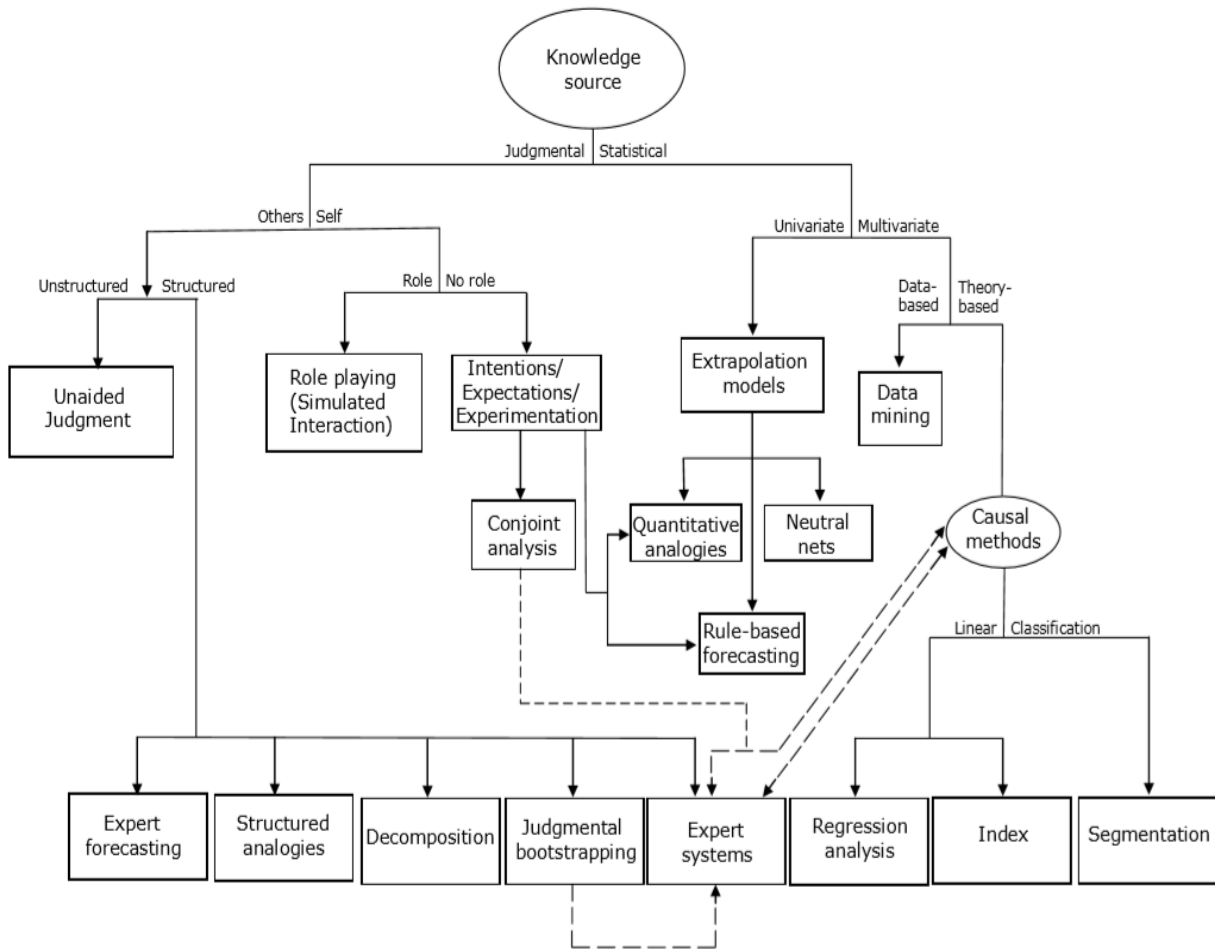 Knowledge
source
Judgmental
Statistical
Others
Self
Univariate
Multivariate
Unstructured
Structured
Role
No role
Data-
based
Theory-
based
Unaided
Judgment
Role playing
(Simulated
Interaction)
Intentions/
Expectations/
Experimentation
Extrapolation
models
Data
mining
Conjoint
analysis
Quantitative
analogies
Neutral
nets
Causal
methods
Rule-based
forecasting
Linear
Classification
Expert
forecasting
Structured
analogies
Decomposition
Judgmental
bootstrapping
Expert
systems
Regression
analysis
Index
Segmentation